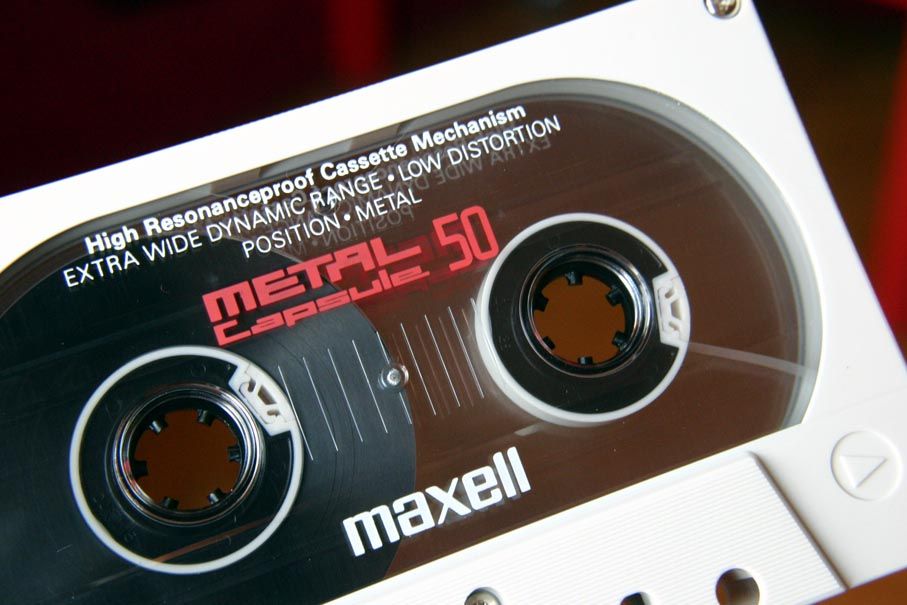 High Resonanceproof Cassette Mechanism
EXTRA WIDE DYNAMIC RANGE • LOW DISTORTION
POSITION • METAL
METAL 50
Capsule
maxell